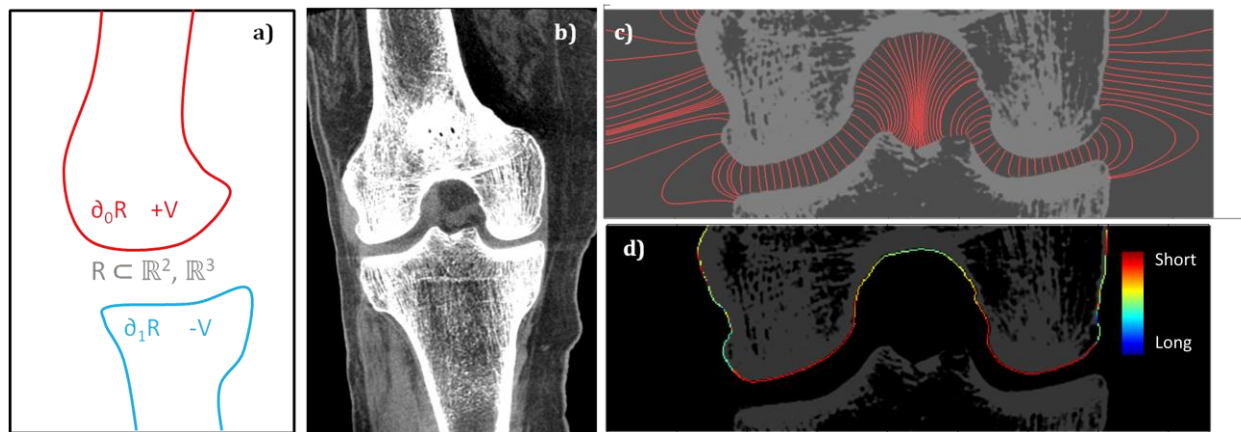 a)
∂₀R +V
R ⊂ ℝ², ℝ³
∂₁R -V
b)
c)
d)
Short
Long